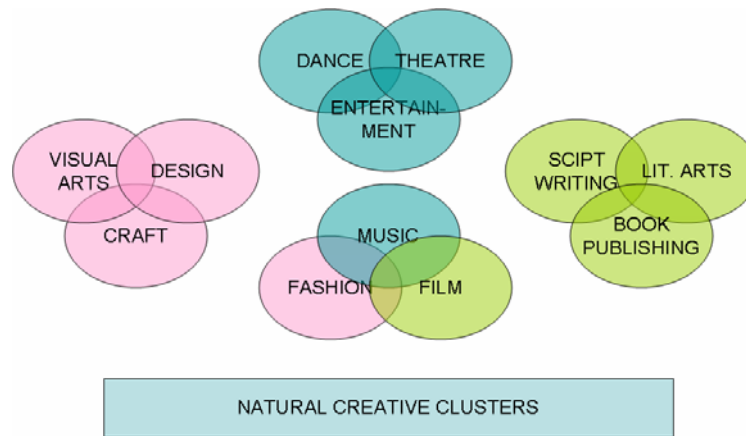 DANCE
THEATRE
ENTERTAIN-
MENT
VISUAL
ARTS
DESIGN
CRAFT
SCIPT
WRITING
LIT. ARTS
BOOK
PUBLISHING
MUSIC
FASHION
FILM
NATURAL CREATIVE CLUSTERS